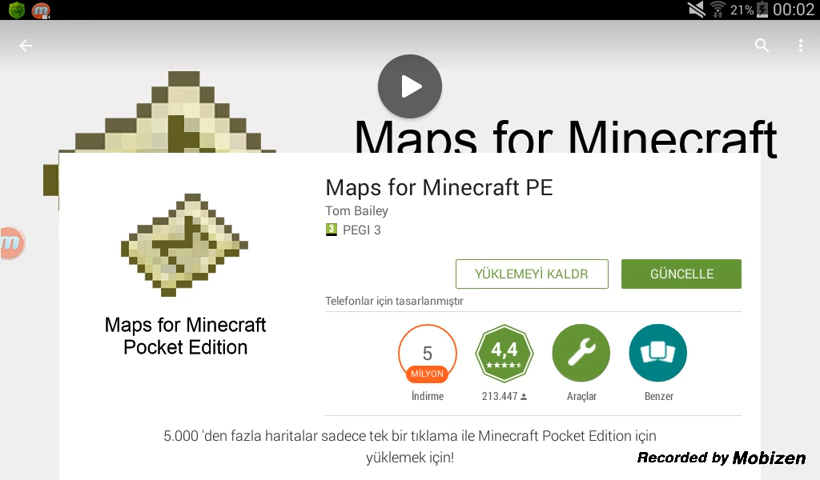 21% 00:02
Maps for Minecraft
Maps for Minecraft PE
Tom Bailey
3 PEGI 3
YÜKLEMEYİ KALDIR
GÜNCELLE
Telefonlar için tasarlanmıştır
Maps for Minecraft
Pocket Edition
5
MİLYON
4,4
İndirme
213.447
Araçlar
Benzer
5.000 'den fazla haritalar sadece tek bir tıklama ile Minecraft Pocket Edition için
yüklemek için!
Recorded by Mobizen